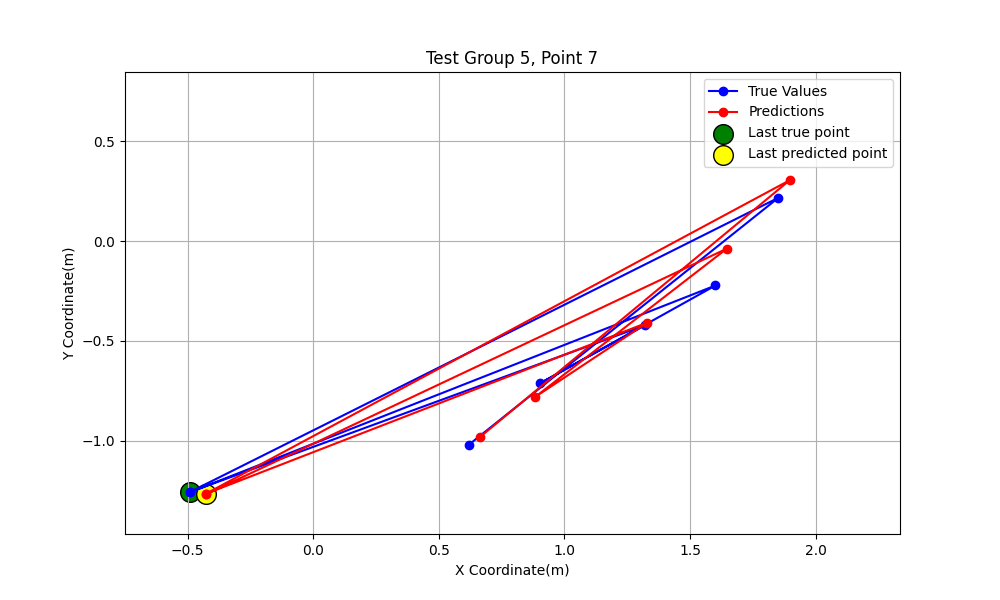 Test Group 5, Point 7
True Values
Predictions
Last true point
Last predicted point
0.5
0.0
−0.5
−1.0
Y Coordinate(m)
−0.5 0.0 0.5 1.0 1.5 2.0
X Coordinate(m)